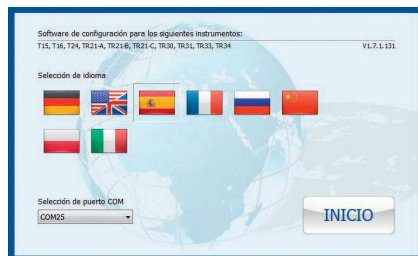 Software de configuración para los siguientes instrumentos:
T15, T16, T24, TR21-A, TR21-B, TR21-C, TR30, TR31, TR33, TR34
V1.7.1.131
Selección de idioma
Selección de puerto COM
COM25
INICIO